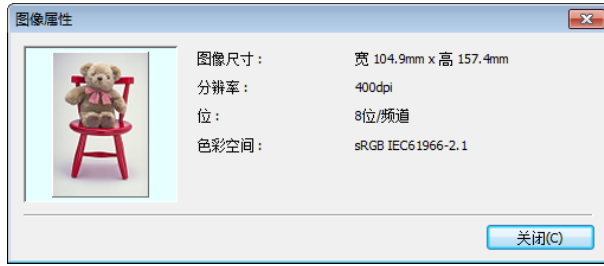 图像属性
图像尺寸： 宽 104.9mm x 高 157.4mm
分辨率： 400dpi
位： 8位/频道
色彩空间： sRGB IEC61966-2.1
关闭(C)